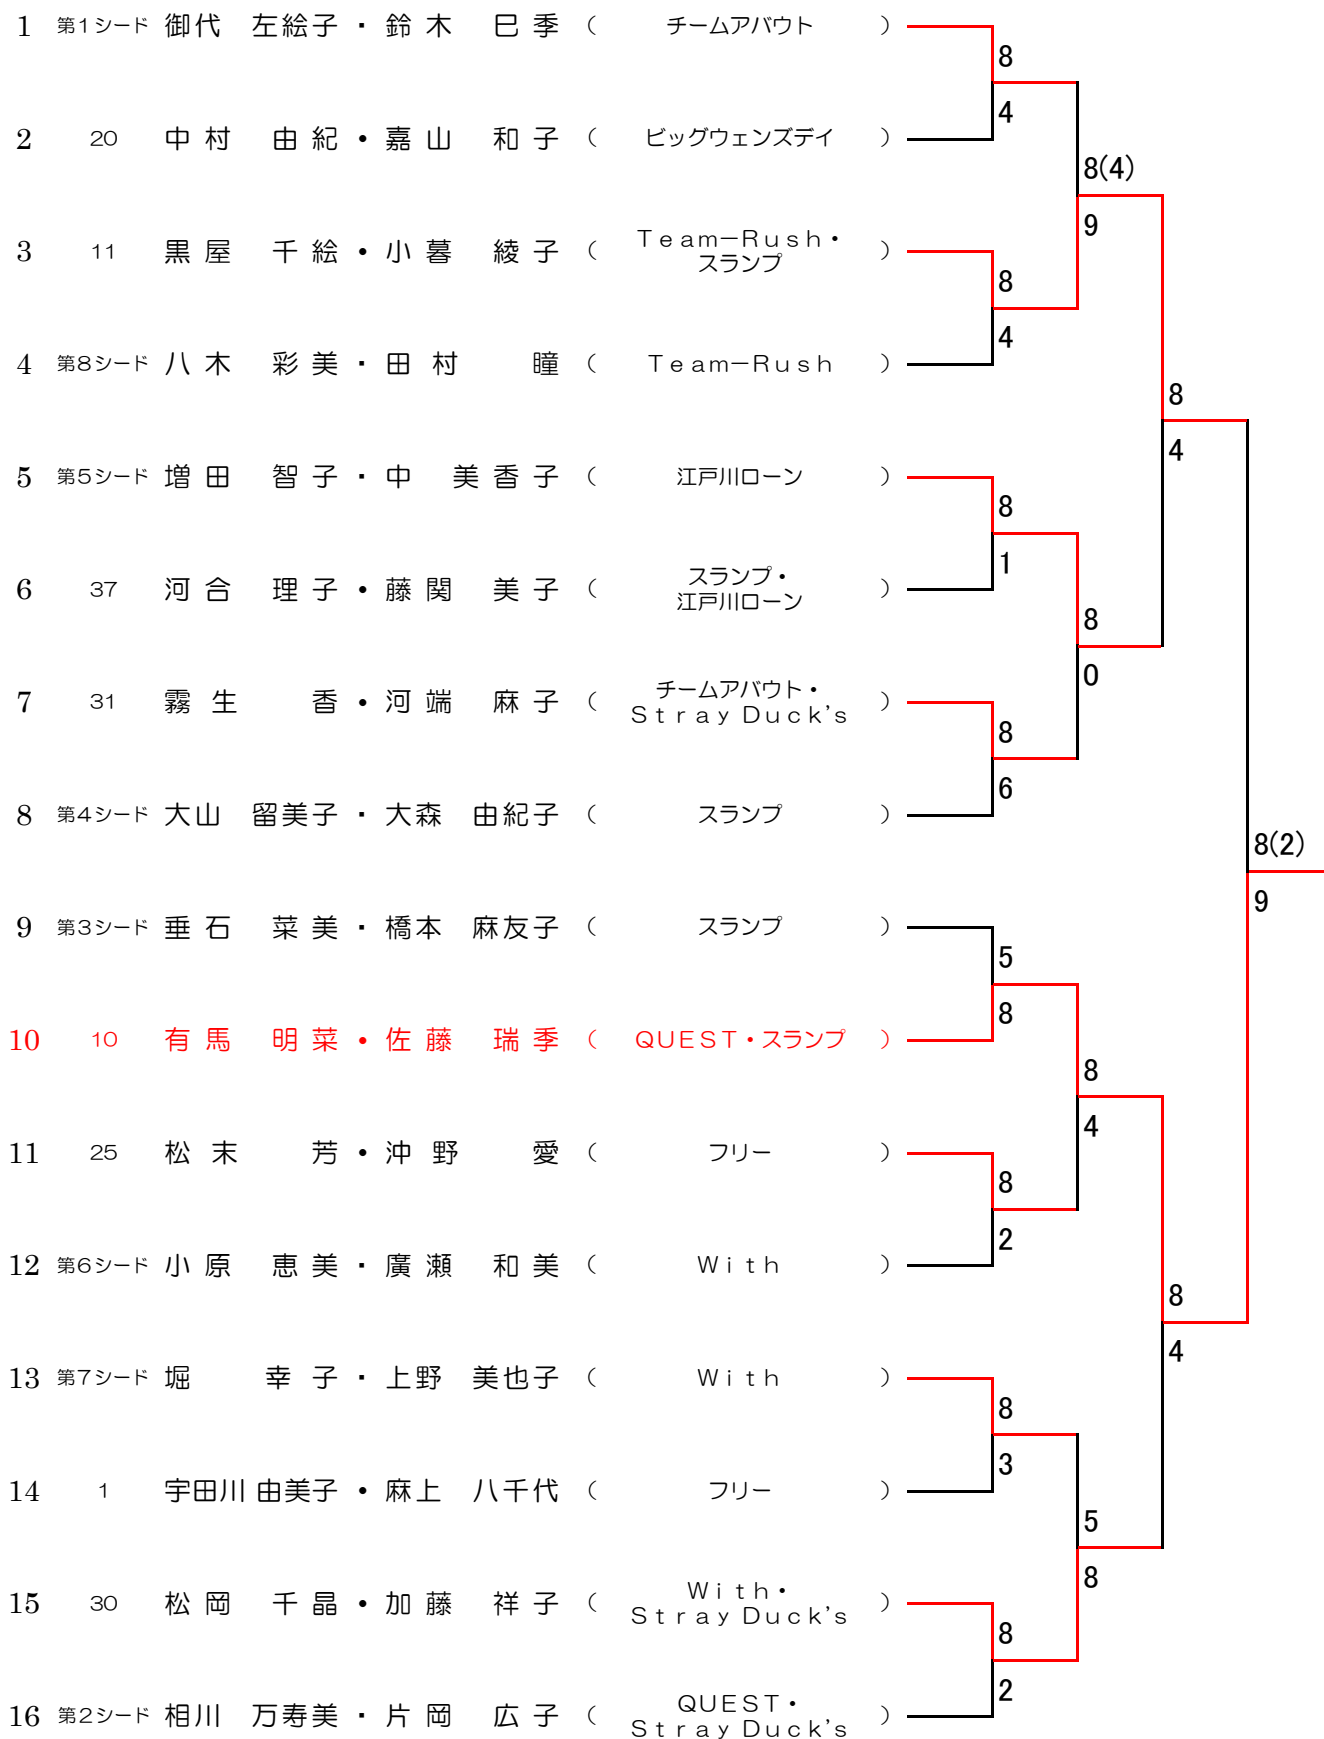 1 第1シード 御代 左絵子 ・ 鈴木 巳季 （ チームアバウト ）
8
4
2 20 中村 由紀 ・ 嘉山 和子 （ ビッグウェンズデイ ）
8(4)
9
3 11 黒屋 千絵 ・ 小暮 綾子 （ Team－Rush・
スランプ ）
8
4
4 第8シード 八木 彩美 ・ 田村 瞳 （ Team－Rush ）
8
4
5 第5シード 増田 智子 ・ 中 美香子 （ 江戸川ローン ）
8
1
6 37 河合 理子 ・ 藤関 美子 （ スランプ・
江戸川ローン ）
8
0
7 31 霧生 香 ・ 河端 麻子 （ チームアバウト・
Stray Duck's ）
8
6
8 第4シード 大山 留美子 ・ 大森 由紀子 （ スランプ ）
8(2)
9
9 第3シード 垂石 菜美 ・ 橋本 麻友子 （ スランプ ）
5
8
10 10 有馬 明菜 ・ 佐藤 瑞季 （ QUEST・スランプ ）
8
4
11 25 松末 芳 ・ 沖野 愛 （ フリー ）
8
2
12 第6シード 小原 恵美 ・ 廣瀬 和美 （ With ）
8
4
13 第7シード 堀 幸子 ・ 上野 美也子 （ With ）
8
3
14 1 宇田川 由美子 ・ 麻上 八千代 （ フリー ）
5
8
15 30 松岡 千晶 ・ 加藤 祥子 （ With・
Stray Duck's ）
8
2
16 第2シード 相川 万寿美 ・ 片岡 広子 （ QUEST・
Stray Duck's ）